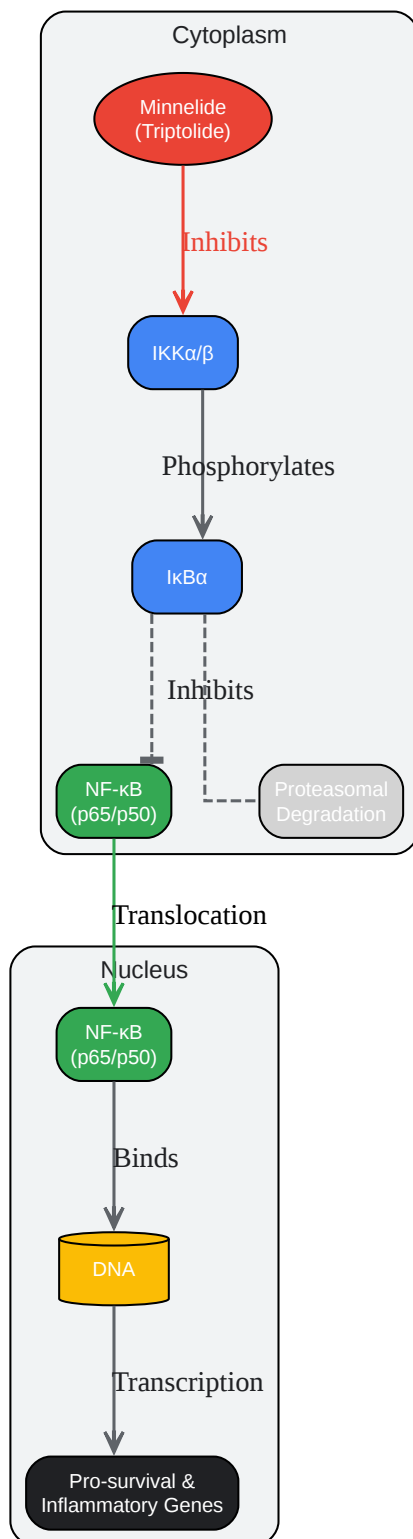 Cytoplasm
Minnelide
(Triptolide)
Inhibits
IKKα/β
Phosphorylates
IκBα
Inhibits
NF-κB
(p65/p50)
Proteasomal
Degradation
Translocation
Nucleus
NF-κB
(p65/p50)
Binds
DNA
Transcription
Pro-survival &
Inflammatory Genes